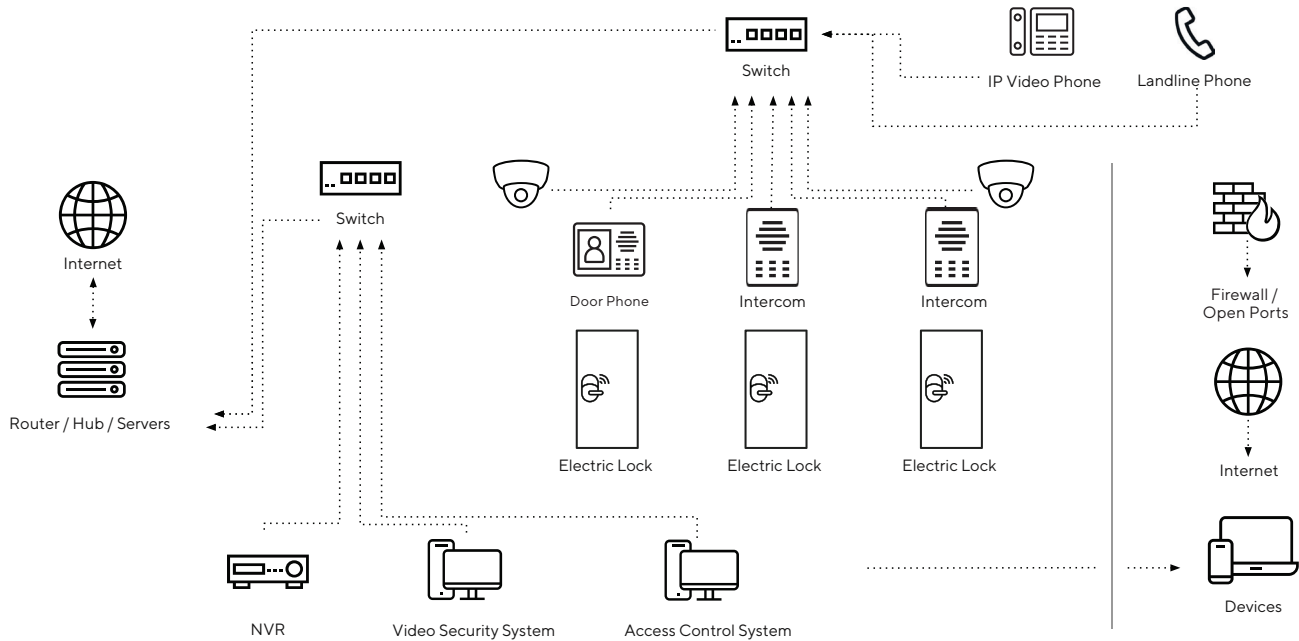 Switch
IP Video Phone
Landline Phone
Switch
Internet
Door Phone
Intercom
Intercom
Firewall /
Open Ports
Router / Hub / Servers
Electric Lock
Electric Lock
Electric Lock
Internet
NVR
Video Security System
Access Control System
Devices